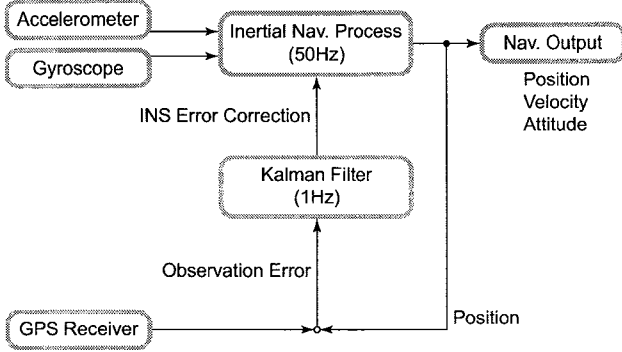 Accelerometer
Gyroscope
Inertial Nav. Process
(50Hz)
Nav. Output
Position
Velocity
Attitude
INS Error Correction
Kalman Filter
(1Hz)
Observation Error
GPS Receiver
Position